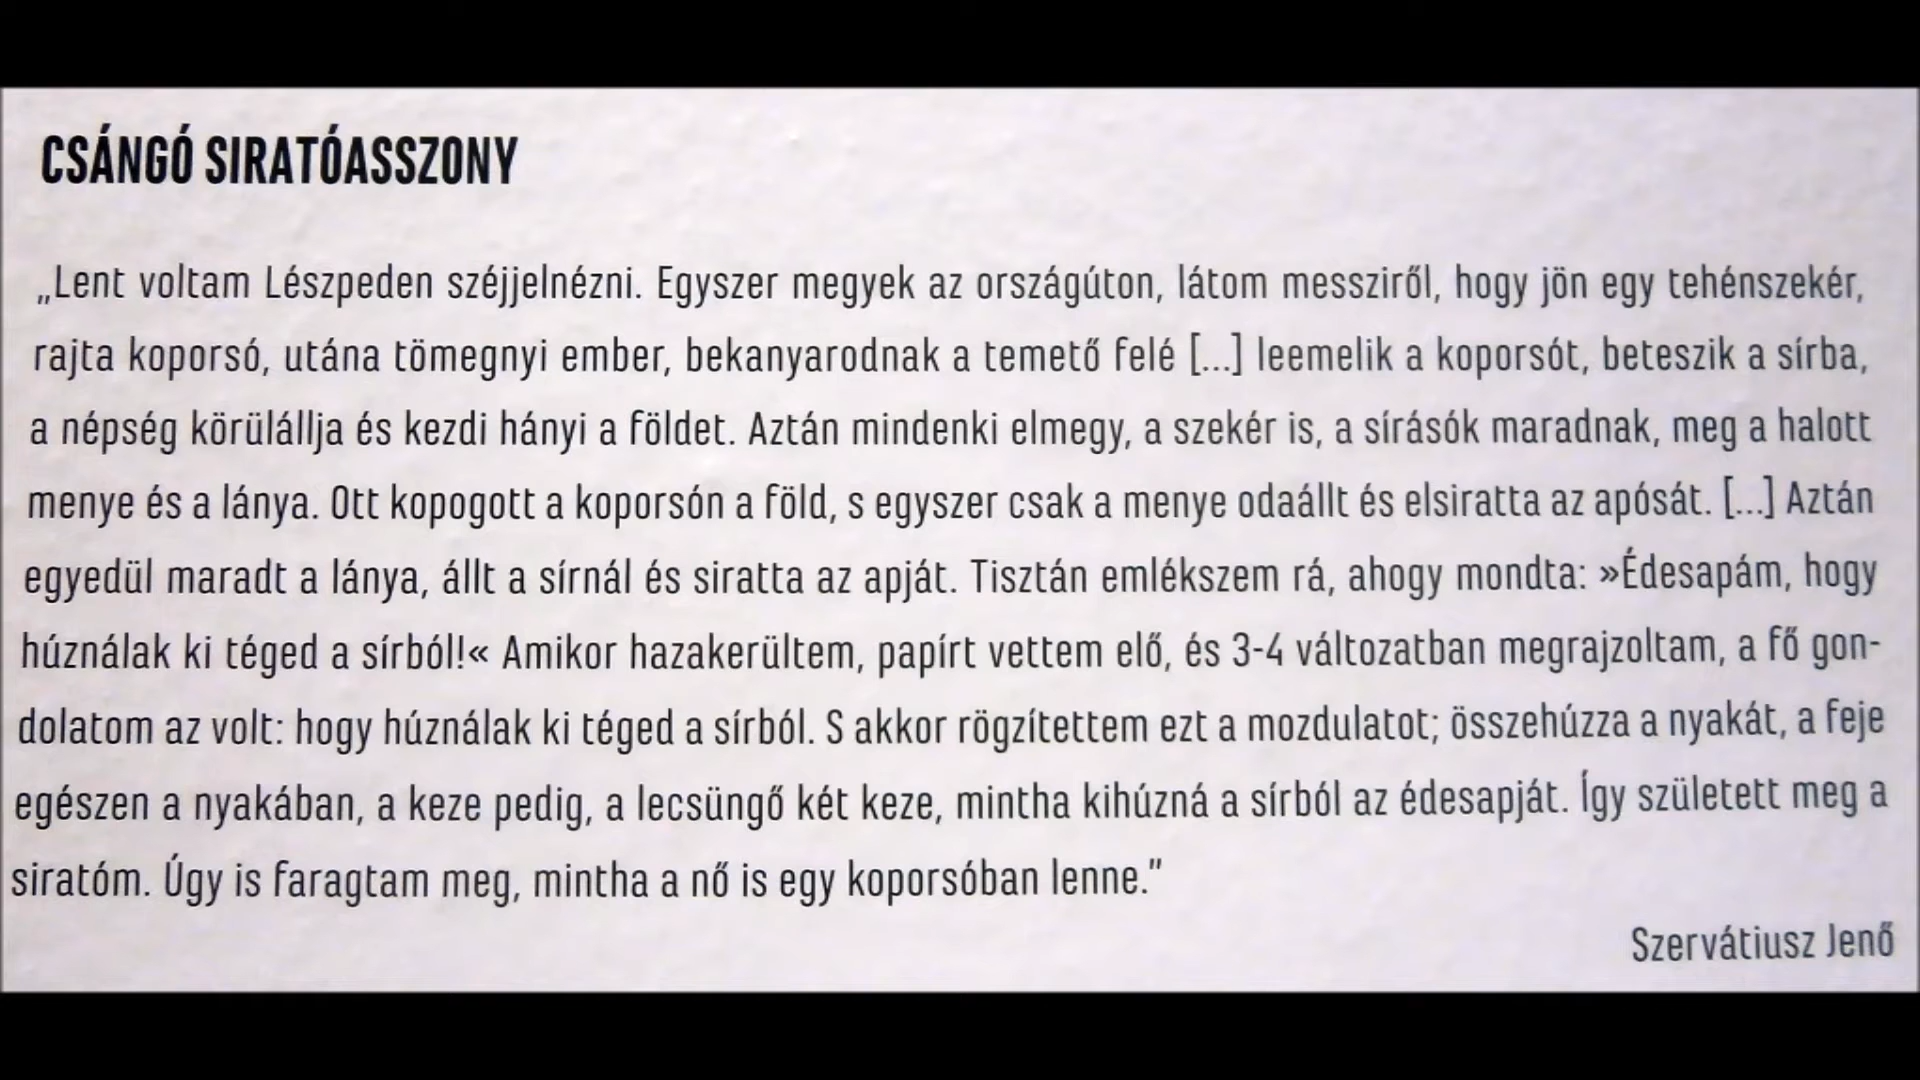 CSÁNGÓ SIRATÓASSZONY
„Lent voltam Lészpeden széjjelnézni. Egyszer megyek az országúton, látom messziről, hogy jön egy tehénszekér,
rajta koporsó, utána tömegnyi ember, bekanyarodnak a temető felé [...] leemelik a koporsót, beteszik a sírba,
a népség körülállja és kezdi hányi a földet. Aztán mindenki elmegy, a szekér is, a sírásók maradnak, meg a halott
menye és a lánya. Ott kopogott a koporsón a föld, s egyszer csak a menye odaállt és elsiratta az apósát. [...] Aztán
egyedül maradt a lánya, állt a sírnál és siratta az apját. Tisztán emlékszem rá, ahogy mondta: »Édesapám, hogy
húználak ki téged a sírból!« Amikor hazakerültem, papírt vettem elő, és 3-4 változatban megrajzoltam, a fő gon-
dolatom az volt: hogy húználak ki téged a sírból. S akkor rögzítettem ezt a mozdulatot; összehúzza a nyakát, a feje
egészen a nyakában, a keze pedig, a lecsüngő két keze, mintha kihúzná a sírból az édesapját. Így született meg a
siratóm. Úgy is faragtam meg, mintha a nő is egy koporsóban lenne.”
Szervátiusz Jenő